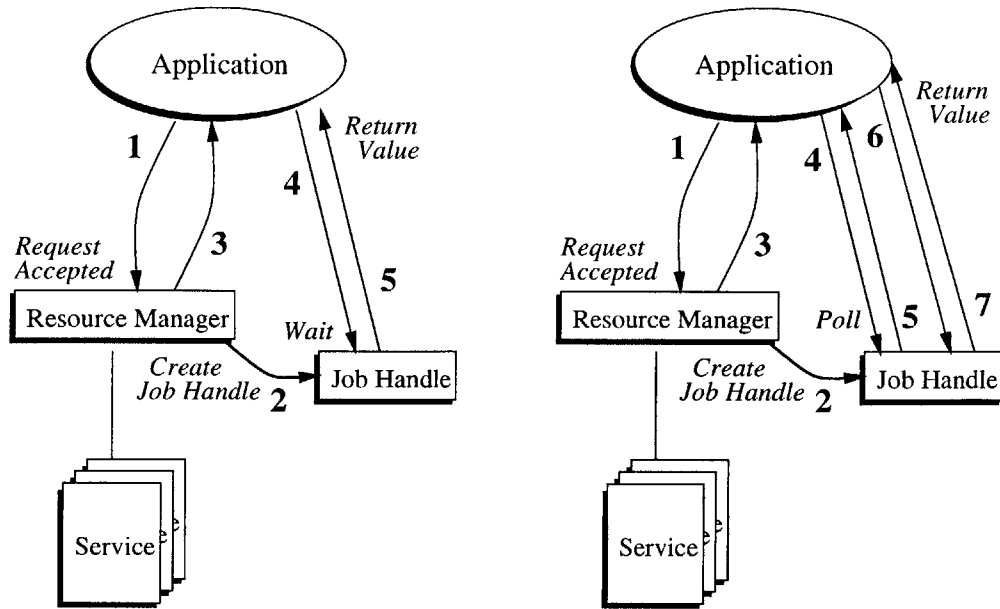 Application
1
3
4
5
Return
Value
Request
Accepted
Resource Manager
Wait
Create
Job Handle
2
Job Handle
Service
e
e
Application
1
3
4
6
Return
Value
Request
Accepted
Resource Manager
Poll
5
7
Create
Job Handle
2
Job Handle
Service
e
e